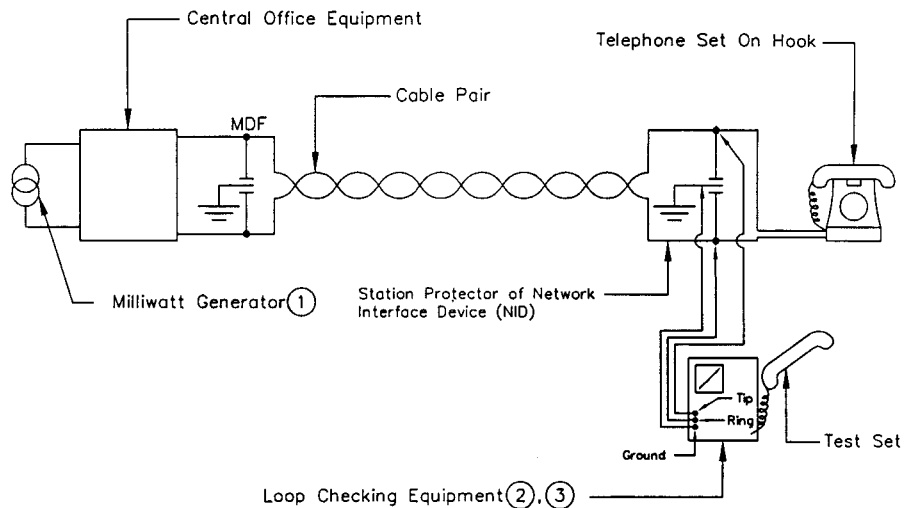 Central Office Equipment
Telephone Set On Hook
Cable Pair
MDF
Milliwatt Generator 1
Station Protector of Network
Interface Device (NID)
Tip
Ring
Ground
Test Set
Loop Checking Equipment 2, 3